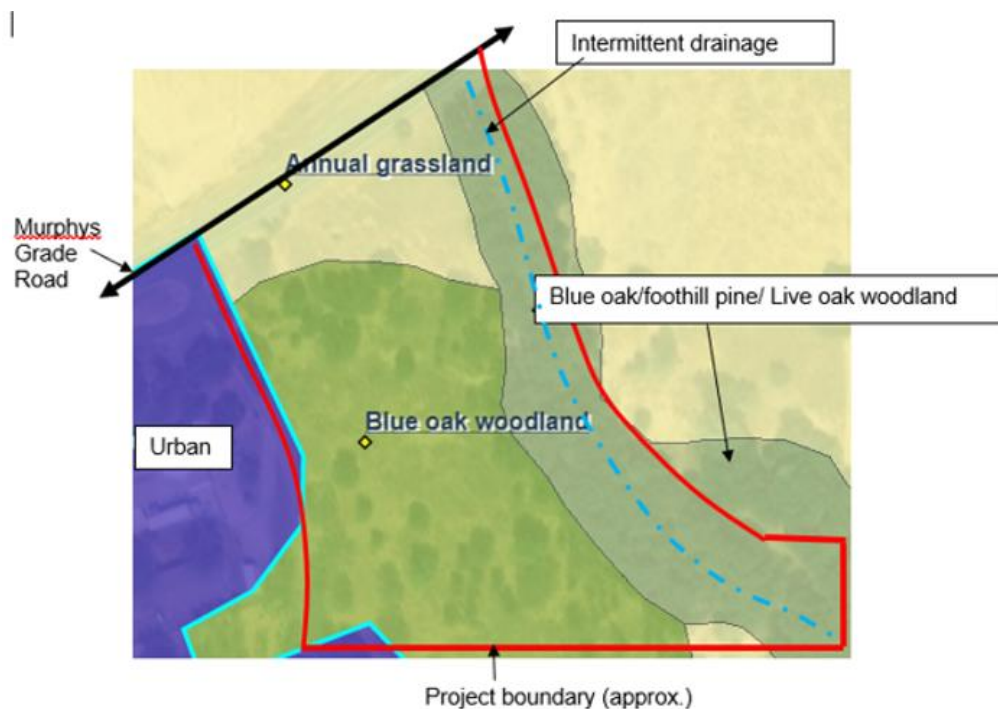 Intermittent drainage
Annual grassland
Murphys
Grade
Road
Blue oak/foothill pine/ Live oak woodland
Blue oak woodland
Urban
Project boundary (approx.)